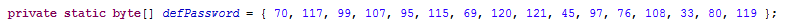 private static byte[] defPassword = { 70, 117, 99, 107, 95, 115, 69, 120, 121, 45, 97, 76, 108, 33, 80, 119 };